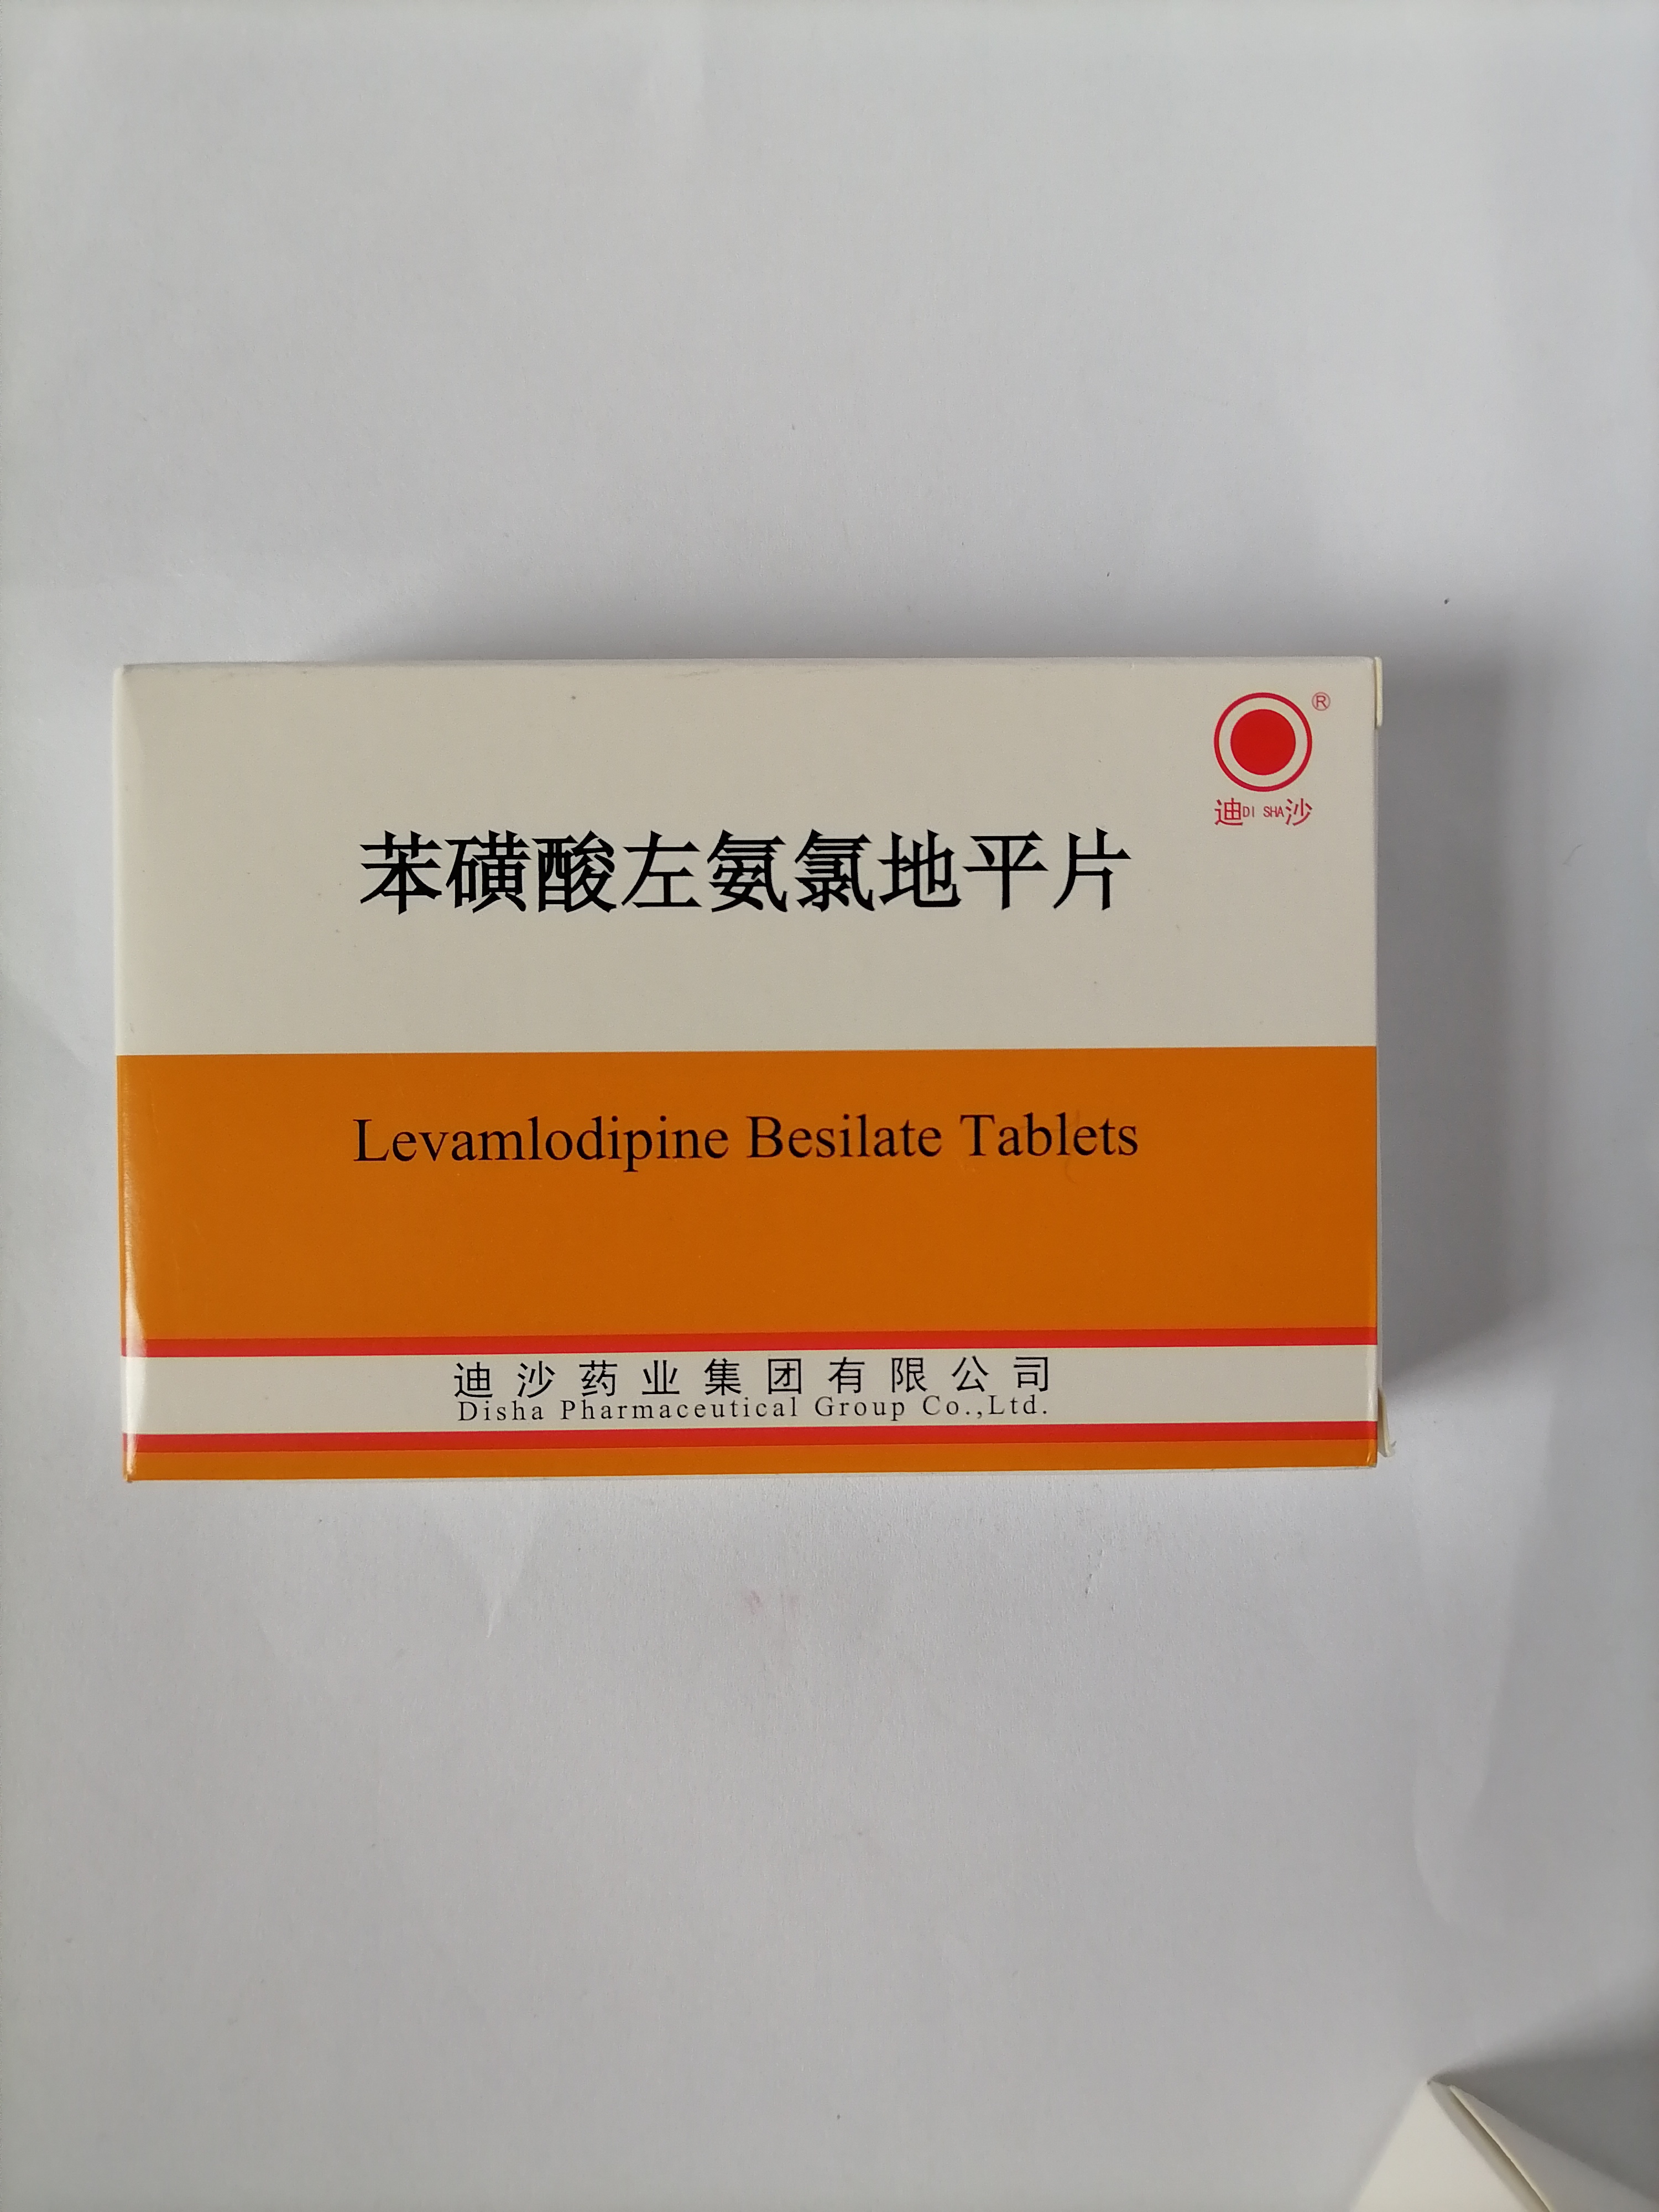 ®
迪DI SHA沙
苯磺酸左氨氯地平片
Levamlodipine Besilate Tablets
迪沙药业集团有限公司
Disha Pharmaceutical Group Co.,Ltd.